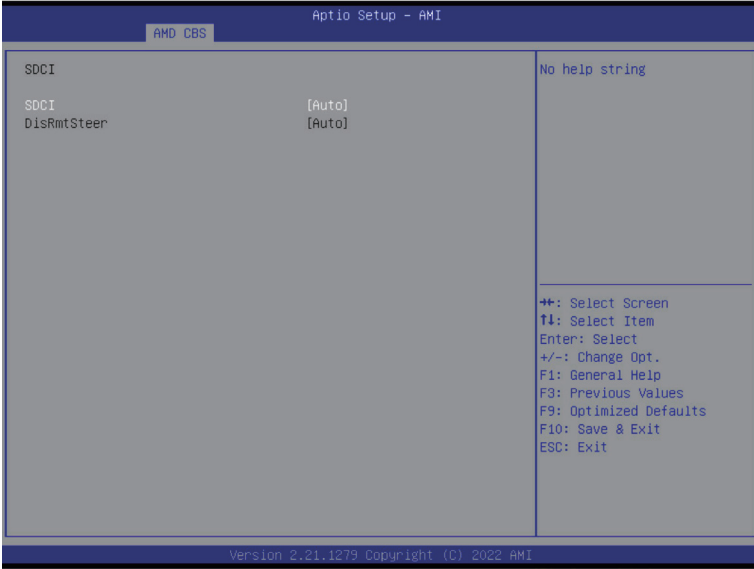 Aptio Setup – AMI
AMD CBS
SDCI
SDCI [Auto]
DisRmtSteer [Auto]
No help string
→←: Select Screen
↑↓: Select Item
Enter: Select
+/-: Change Opt.
F1: General Help
F3: Previous Values
F9: Optimized Defaults
F10: Save & Exit
ESC: Exit
Version 2.21.1279 Copyright (C) 2022 AMI